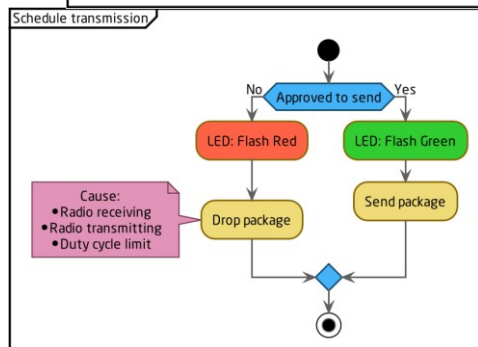 Schedule transmission
No
Yes
Approved to send
LED: Flash Red
LED: Flash Green
Cause:
•Radio receiving
•Radio transmitting
•Duty cycle limit
Drop package
Send package